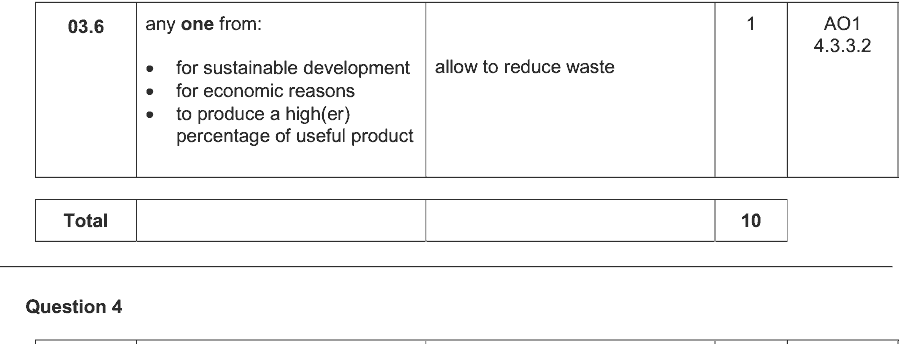 03.6 any one from: 1 AO1
4.3.3.2
• for sustainable development allow to reduce waste
• for economic reasons
• to produce a high(er)
percentage of useful product
Total 10
Question 4